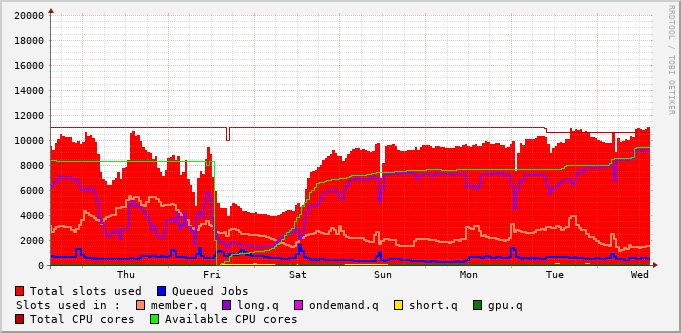 20000
18000
16000
14000
12000
10000
8000
6000
4000
2000
0
Thu Fri Sat Sun Mon Tue Wed
Total slots used Queued Jobs
Slots used in : member.q long.q ondemand.q short.q gpu.q
Total CPU cores Available CPU cores
RRDTOOL / TOBI OETIKER